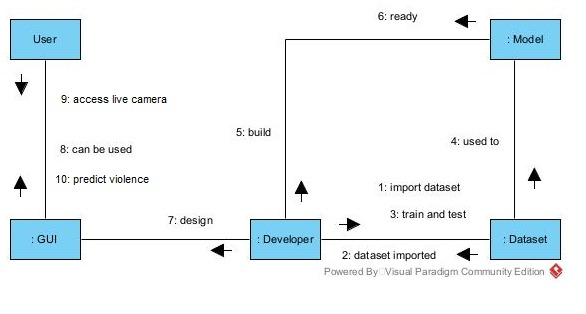 6: ready
User
: Model
9: access live camera
5: build
4: used to
8: can be used
10: predict violence
1: import dataset
3: train and test
7: design
: GUI
: Developer
: Dataset
2: dataset imported
Powered By Visual Paradigm Community Edition